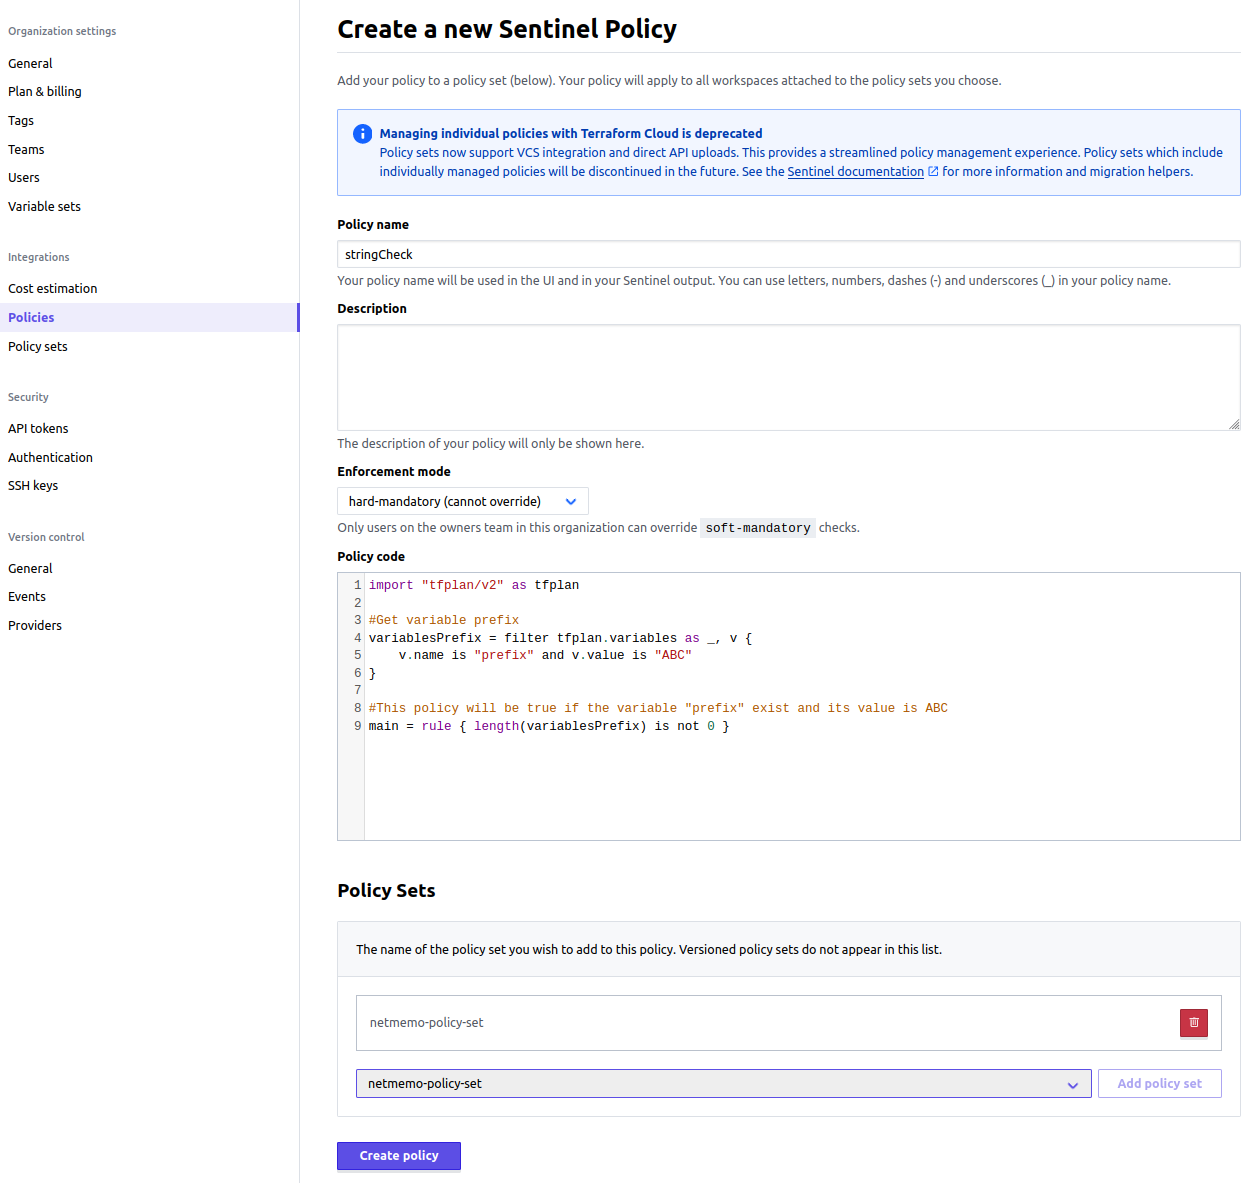 Organization settings
General
Plan & billing
Tags
Teams
Users
Variable sets
Integrations
Cost estimation
Policies
Policy sets
Security
API tokens
Authentication
SSH keys
Version control
General
Events
Providers
Create a new Sentinel Policy
Add your policy to a policy set (below). Your policy will apply to all workspaces attached to the policy sets you choose.
Managing individual policies with Terraform Cloud is deprecated
Policy sets now support VCS integration and direct API uploads. This provides a streamlined policy management experience. Policy sets which include
individually managed policies will be discontinued in the future. See the Sentinel documentation for more information and migration helpers.
Policy name
stringCheck
Your policy name will be used in the UI and in your Sentinel output. You can use letters, numbers, dashes (-) and underscores (_) in your policy name.
Description
The description of your policy will only be shown here.
Enforcement mode
hard-mandatory (cannot override)
Only users on the owners team in this organization can override soft-mandatory checks.
Policy code
1 import "tfplan/v2" as tfplan
2
3 #Get variable prefix
4 variablesPrefix = filter tfplan.variables as _, v {
5     v.name is "prefix" and v.value is "ABC"
6 }
7
8 #This policy will be true if the variable "prefix" exist and its value is ABC
9 main = rule { length(variablesPrefix) is not 0 }
Policy Sets
The name of the policy set you wish to add to this policy. Versioned policy sets do not appear in this list.
netmemo-policy-set
netmemo-policy-set
Add policy set
Create policy